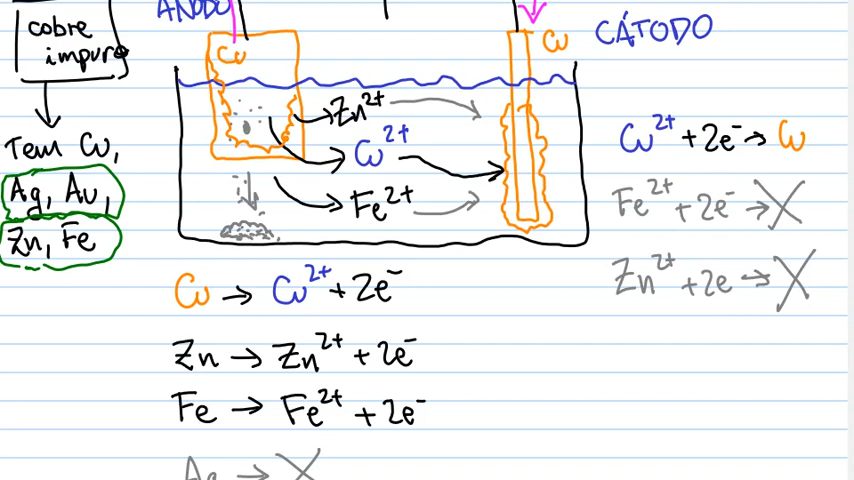 ÂNODO
cobre
impuro
Tem Cu,
Ag, Au,
Zn, Fe
Cu
Zn²⁺
Cu²⁺
Fe²⁺
Cu
CÁTODO
Cu²⁺ + 2e⁻ → Cu
Fe²⁺ + 2e⁻ → X
Zn²⁺ + 2e → X
Cu → Cu²⁺ + 2e⁻
Zn → Zn²⁺ + 2e⁻
Fe → Fe²⁺ + 2e⁻
Ag → X